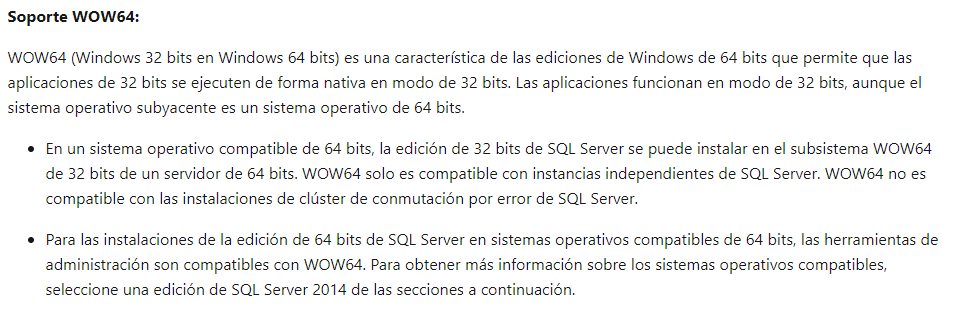 Soporte WOW64:
WOW64 (Windows 32 bits en Windows 64 bits) es una característica de las ediciones de Windows de 64 bits que permite que las
aplicaciones de 32 bits se ejecuten de forma nativa en modo de 32 bits. Las aplicaciones funcionan en modo de 32 bits, aunque el
sistema operativo subyacente es un sistema operativo de 64 bits.
• En un sistema operativo compatible de 64 bits, la edición de 32 bits de SQL Server se puede instalar en el subsistema WOW64
de 32 bits de un servidor de 64 bits. WOW64 solo es compatible con instancias independientes de SQL Server. WOW64 no es
compatible con las instalaciones de clúster de conmutación por error de SQL Server.
• Para las instalaciones de la edición de 64 bits de SQL Server en sistemas operativos compatibles de 64 bits, las herramientas de
administración son compatibles con WOW64. Para obtener más información sobre los sistemas operativos compatibles,
seleccione una edición de SQL Server 2014 de las secciones a continuación.